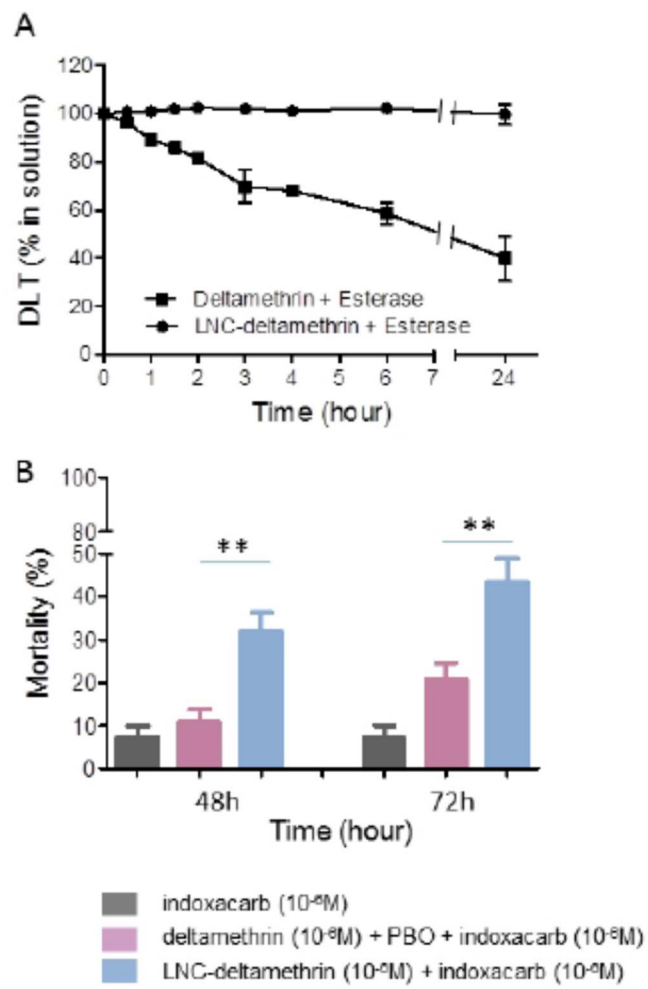 A
120
100
80
60
40
20
0
DLT (% in solution)
Deltamethrin + Esterase
LNC-deltamethrin + Esterase
0 1 2 3 4 5 6 7 24
Time (hour)
B
100
80
50
40
30
20
10
0
Mortality (%)
**
**
48h 72h
Time (hour)
indoxacarb (10⁻⁶M)
deltamethrin (10⁻⁶M) + PBO + indoxacarb (10⁻⁶M)
LNC-deltamethrin (10⁻⁶M) + indoxacarb (10⁻⁶M)